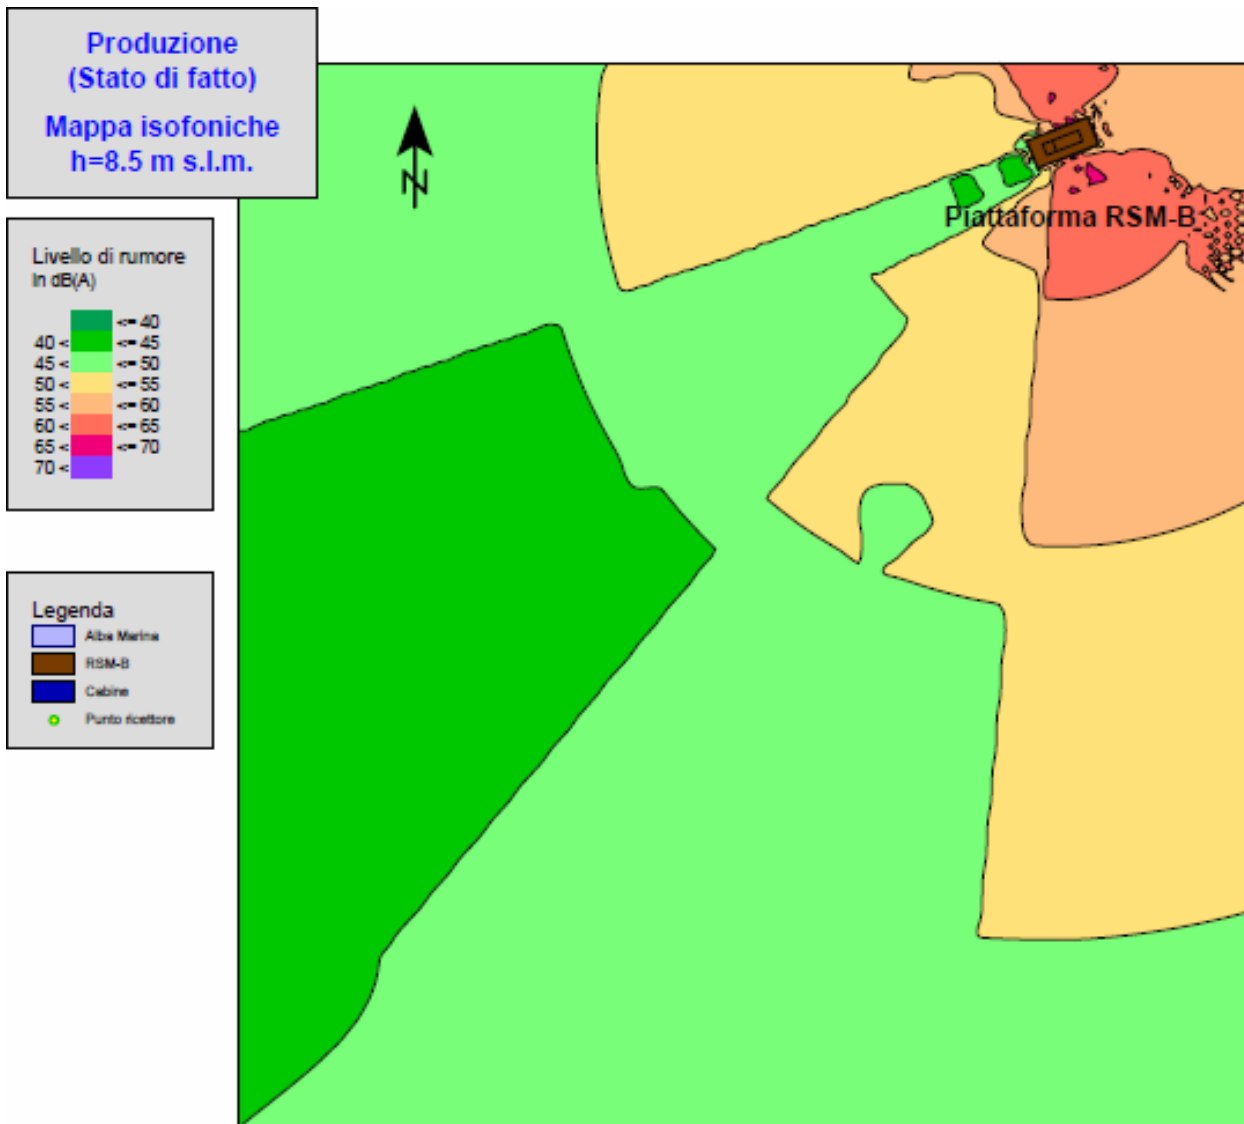 Produzione
(Stato di fatto)
Mappa isofoniche
h=8.5 m s.l.m.
N
Piattaforma RSM-B
Livello di rumore
in dB(A)
<= 40
40 < <= 45
45 < <= 50
50 < <= 55
55 < <= 60
60 < <= 65
65 < <= 70
70 <
Legenda
Alba Marina
RSM-B
Cabine
Punto ricettore